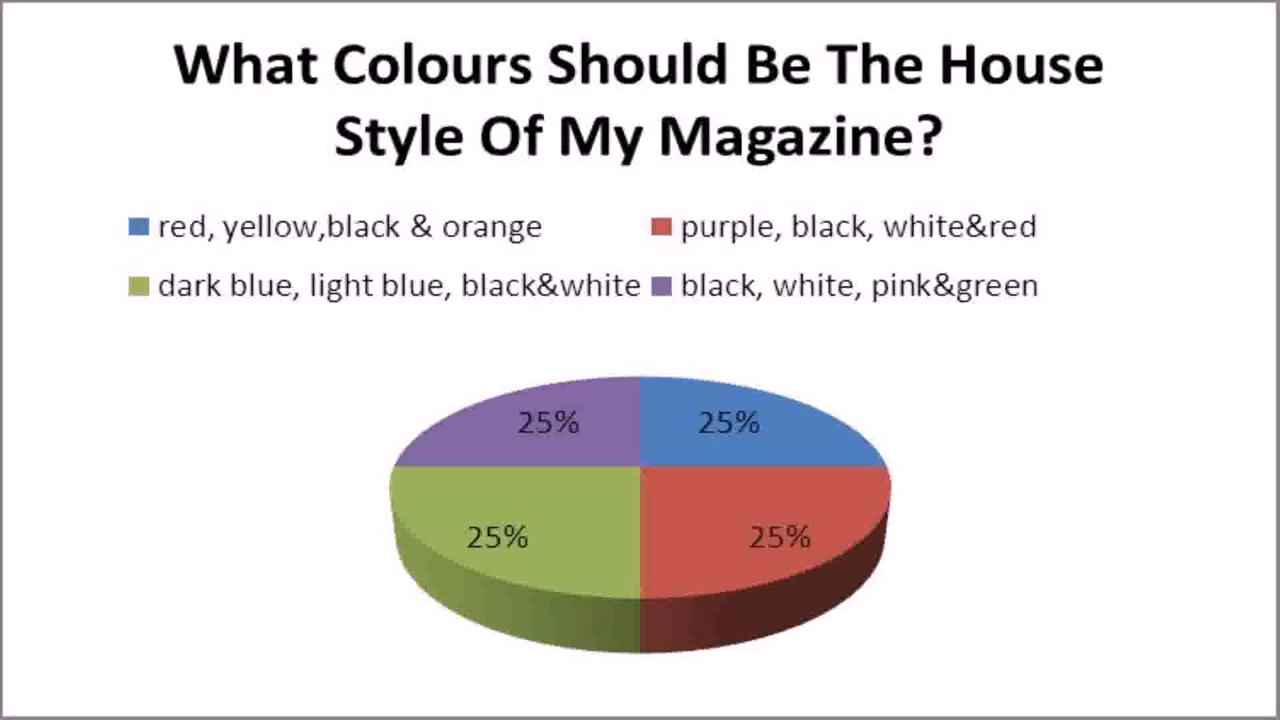 What Colours Should Be The House
Style Of My Magazine?
red, yellow,black & orange
purple, black, white&red
dark blue, light blue, black&white
black, white, pink&green
25%
25%
25%
25%